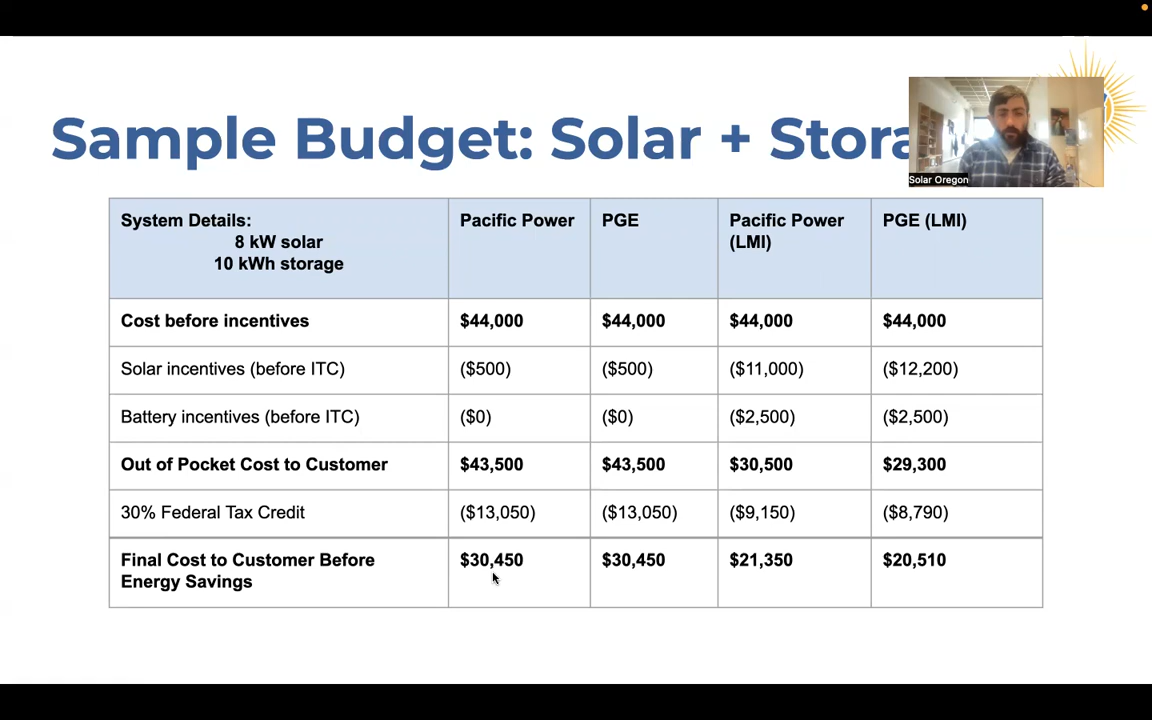 Sample Budget: Solar +
Solar Oregon
System Details:
8 kW solar
10 kWh storage
Pacific Power
PGE
Pacific Power
(LMI)
PGE (LMI)
Cost before incentives
$44,000
$44,000
$44,000
$44,000
Solar incentives (before ITC)
($500)
($500)
($11,000)
($12,200)
Battery incentives (before ITC)
($0)
($0)
($2,500)
($2,500)
Out of Pocket Cost to Customer
$43,500
$43,500
$30,500
$29,300
30% Federal Tax Credit
($13,050)
($13,050)
($9,150)
($8,790)
Final Cost to Customer Before
Energy Savings
$30,450
$30,450
$21,350
$20,510